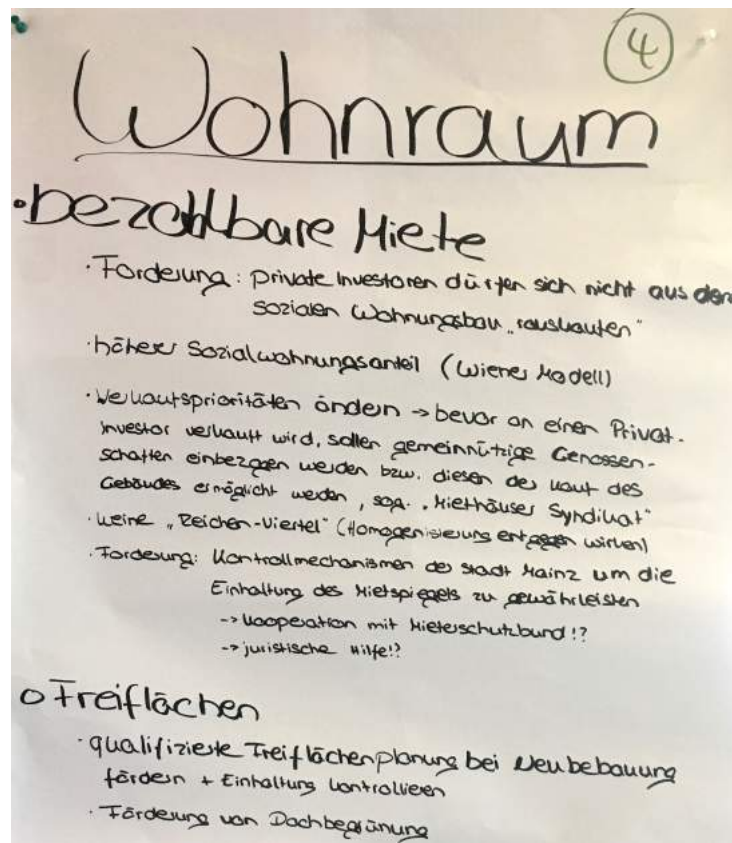 4
Wohnraum
• bezahlbare Miete
· Forderung: private Investoren dürfen sich nicht aus dem
sozialen Wohnungsbau „rauskaufen"
· höherer Sozialwohnungsanteil (Wiener Modell)
· Verkaufsprioritäten ändern -> bevor an einen Privat-
investor verkauft wird, sollen gemeinnützige Genossen-
schaften einbezogen werden bzw. diesen der Kauf des
Gebäudes ermöglicht werden, sog. „Miethäuser Syndikat"
· keine „Reichen-Viertel" (Homogenisierung entgegen wirken)
· Forderung: Kontrollmechanismen der Stadt Mainz um die
Einhaltung des Mietspiegels zu gewährleisten
-> Kooperation mit Mieterschutzbund!?
-> juristische Hilfe!?
o Freiflächen
· qualifizierte Freiflächenplanung bei Neubebauung
fördern + Einhaltung kontrollieren
· Förderung von Dachbegrünung